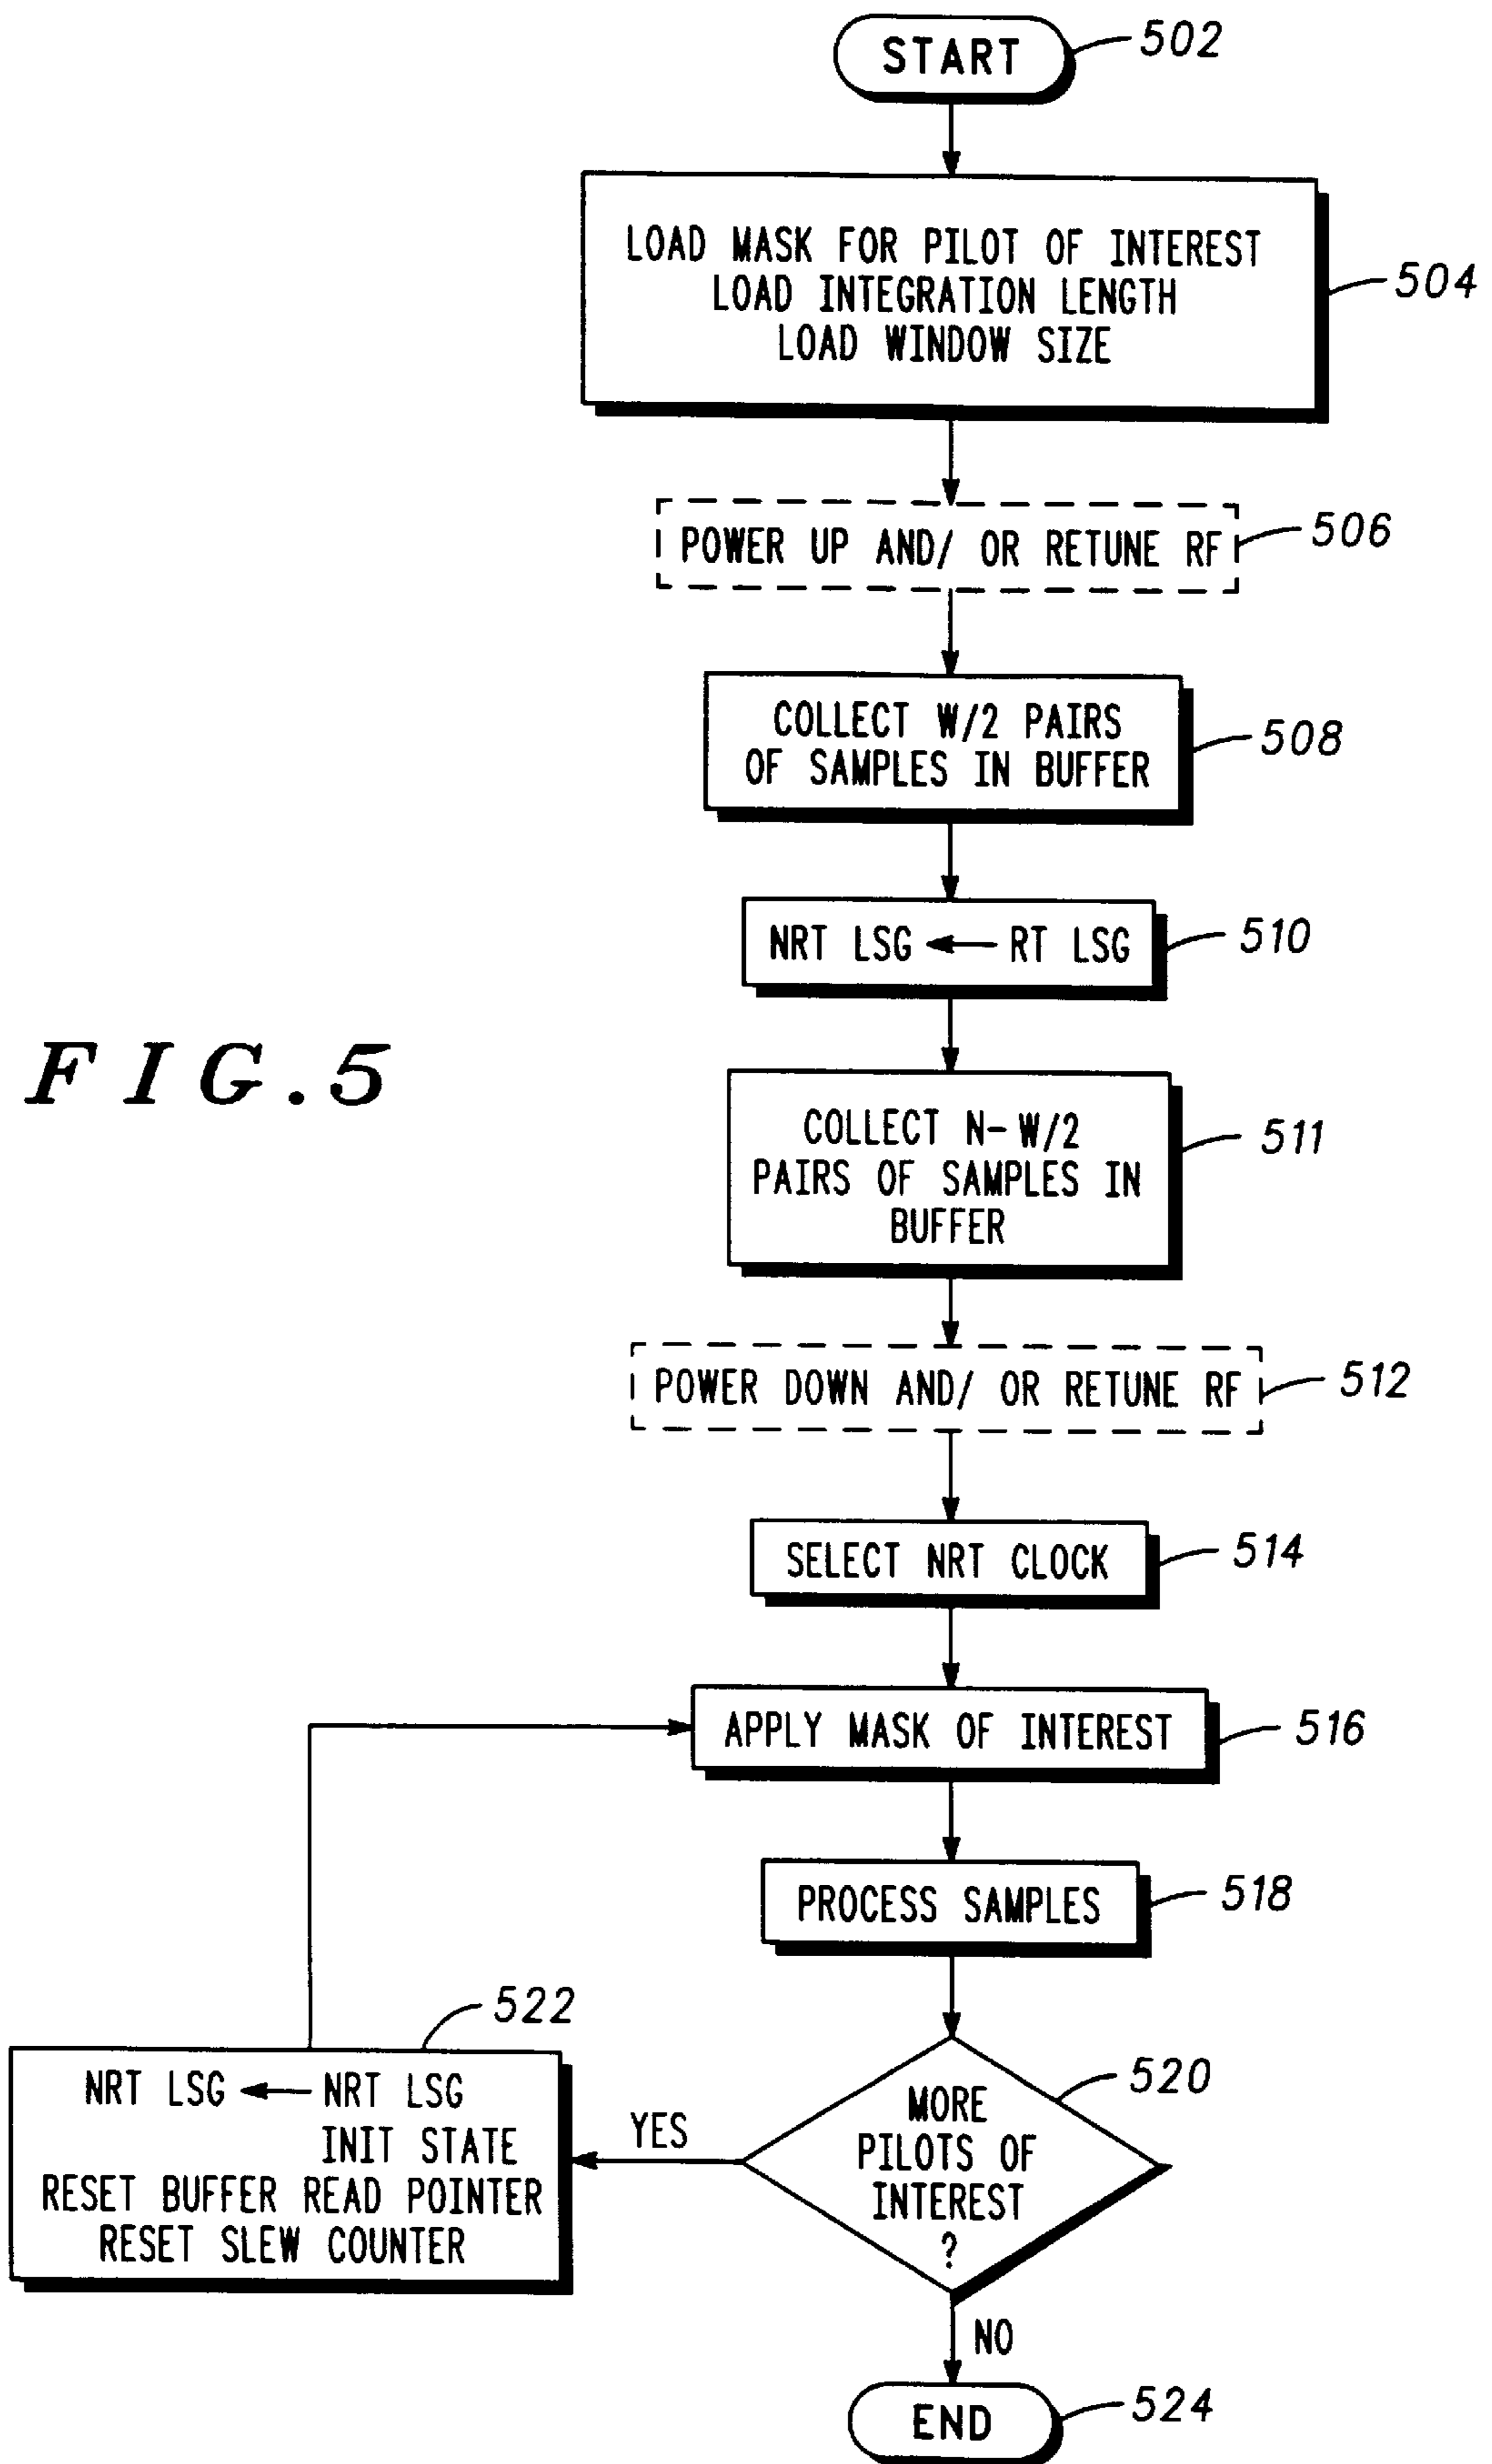 START
502
LOAD MASK FOR PILOT OF INTEREST
LOAD INTEGRATION LENGTH
LOAD WINDOW SIZE
504
POWER UP AND/ OR RETUNE RF
506
COLLECT W/2 PAIRS
OF SAMPLES IN BUFFER
508
NRT LSG ← RT LSG
510
FIG.5
COLLECT N-W/2
PAIRS OF SAMPLES IN
BUFFER
511
POWER DOWN AND/ OR RETUNE RF
512
SELECT NRT CLOCK
514
APPLY MASK OF INTEREST
516
PROCESS SAMPLES
518
522
NRT LSG ← NRT LSG
INIT STATE
RESET BUFFER READ POINTER
RESET SLEW COUNTER
YES
MORE
PILOTS OF
INTEREST
?
520
NO
END
524